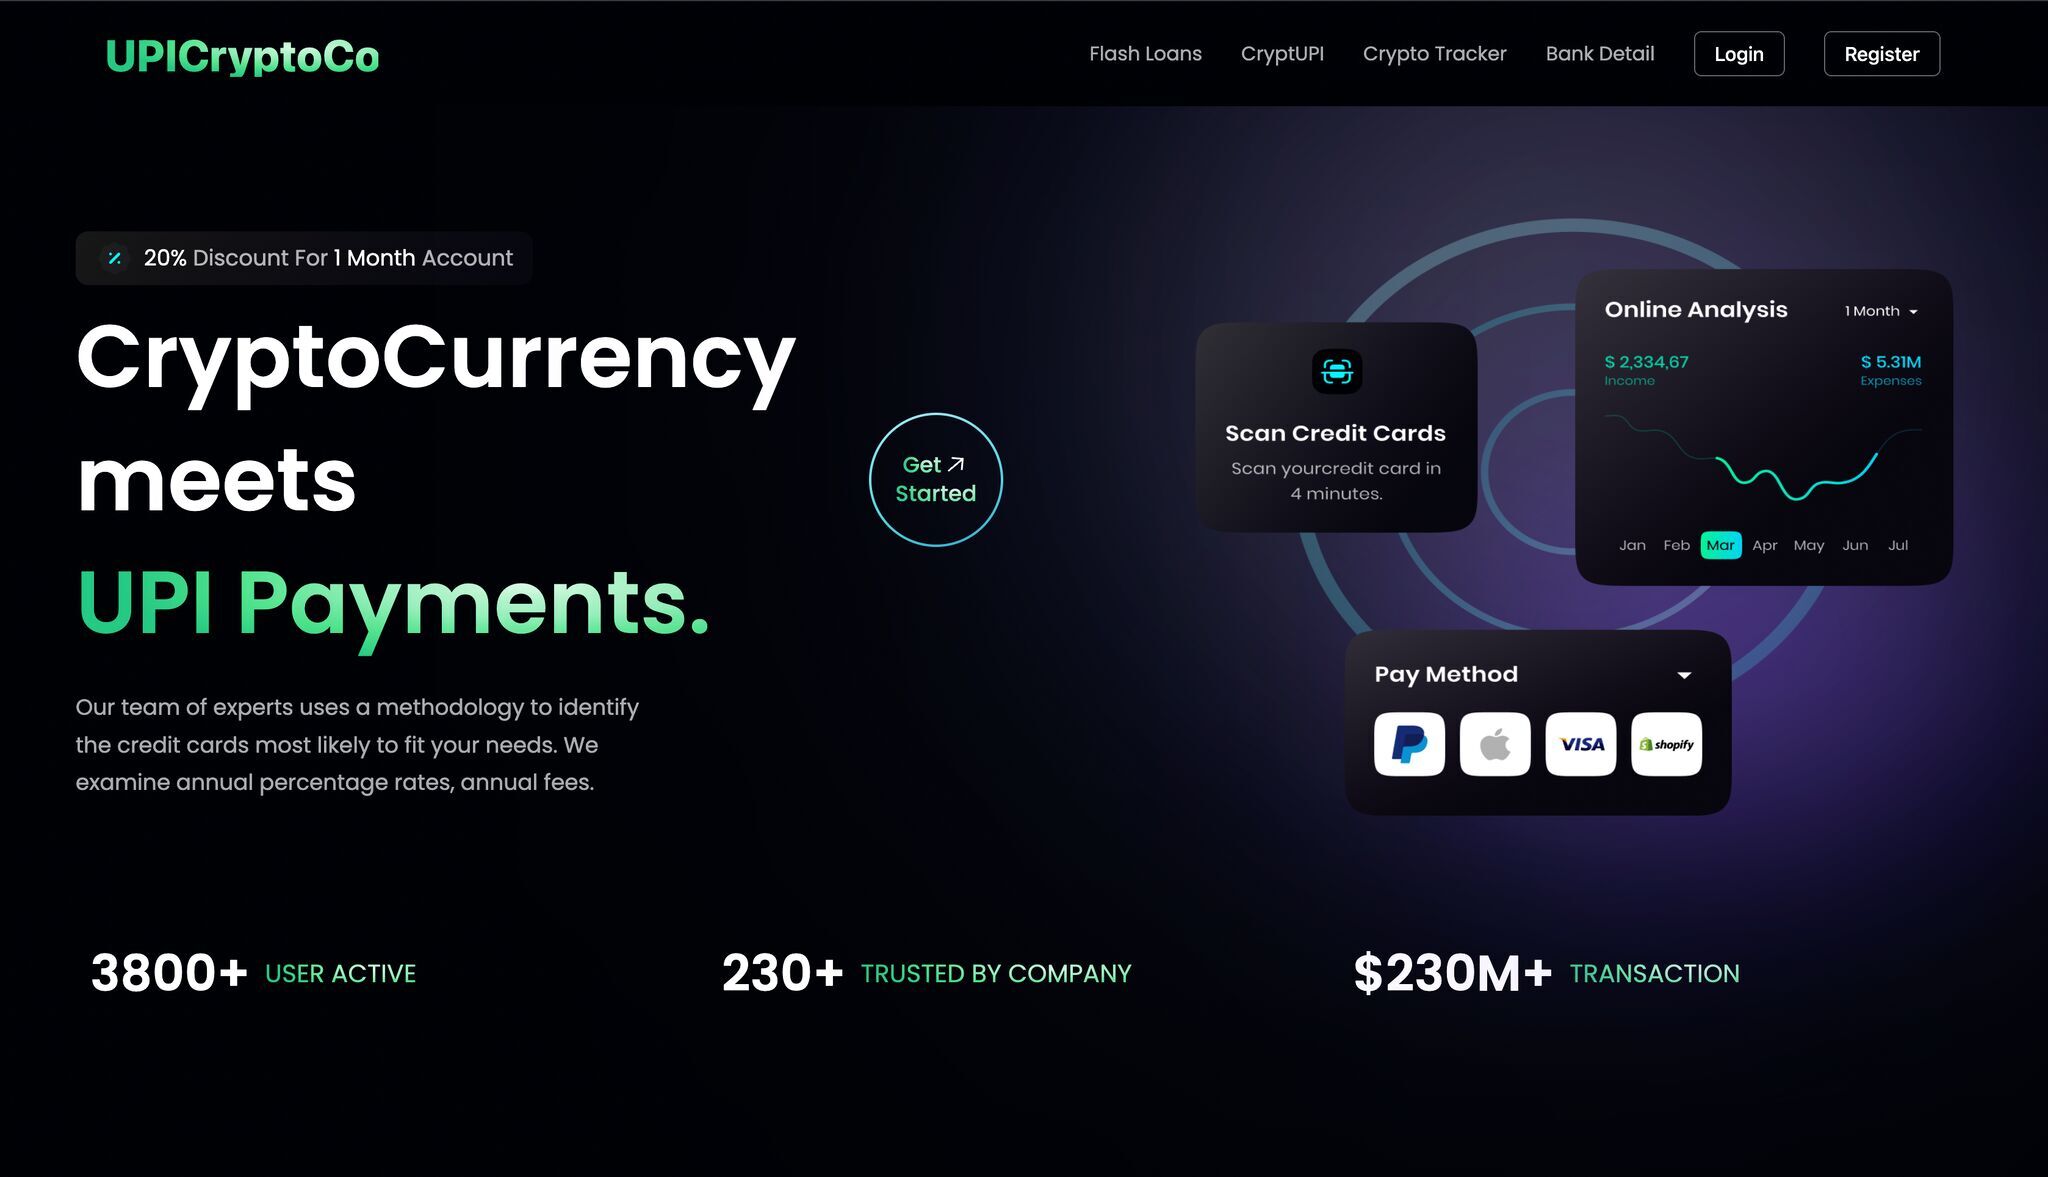 UPICryptoCo
Flash Loans
CryptUPI
Crypto Tracker
Bank Detail
Login
Register
20% Discount For 1 Month Account
CryptoCurrency
meets
UPI Payments.
Our team of experts uses a methodology to identify
the credit cards most likely to fit your needs. We
examine annual percentage rates, annual fees.
Get
Started
Scan Credit Cards
Scan yourcredit card in
4 minutes.
Online Analysis
1 Month
$ 2,334,67
Income
$ 5.31M
Expenses
Jan Feb Mar Apr May Jun Jul
Pay Method
VISA
shopify
3800+ USER ACTIVE
230+ TRUSTED BY COMPANY
$230M+ TRANSACTION